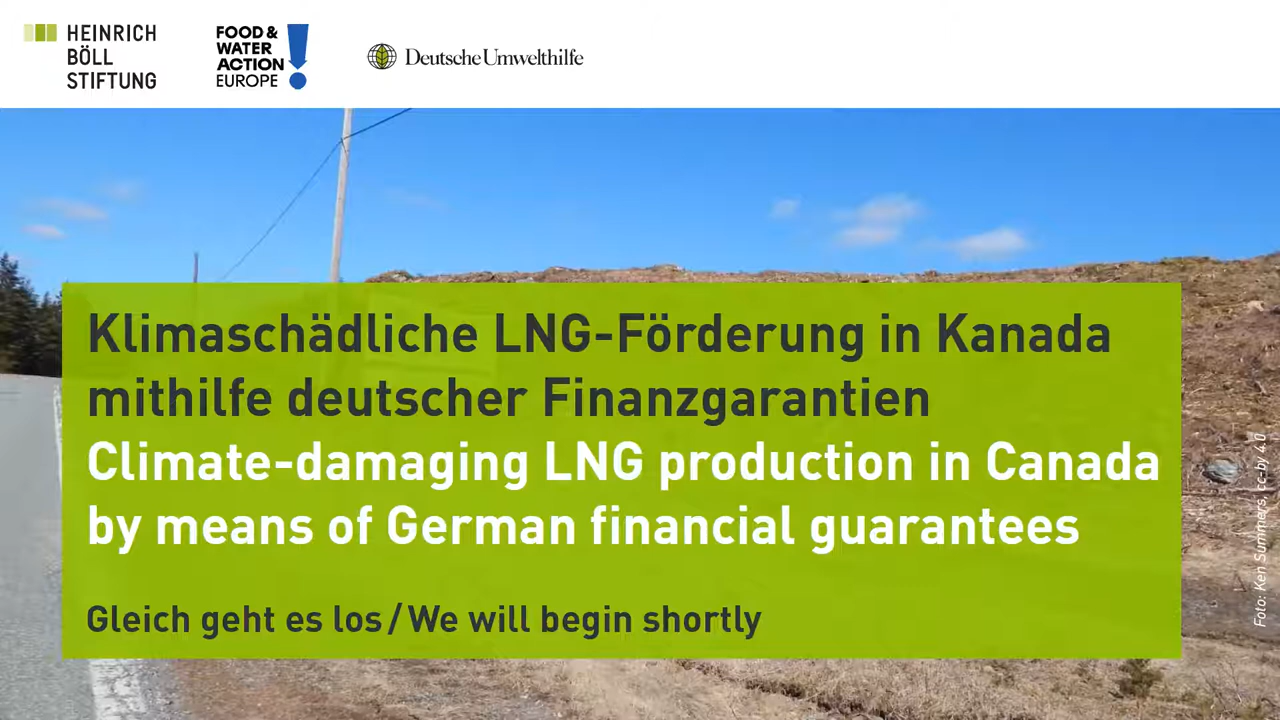 HEINRICH
BÖLL
STIFTUNG
FOOD &
WATER
ACTION
EUROPE
Deutsche Umwelthilfe
Klimaschädliche LNG-Förderung in Kanada
mithilfe deutscher Finanzgarantien
Climate-damaging LNG production in Canada
by means of German financial guarantees
Gleich geht es los/We will begin shortly
Foto: Ken Summers, cc-by 4.0